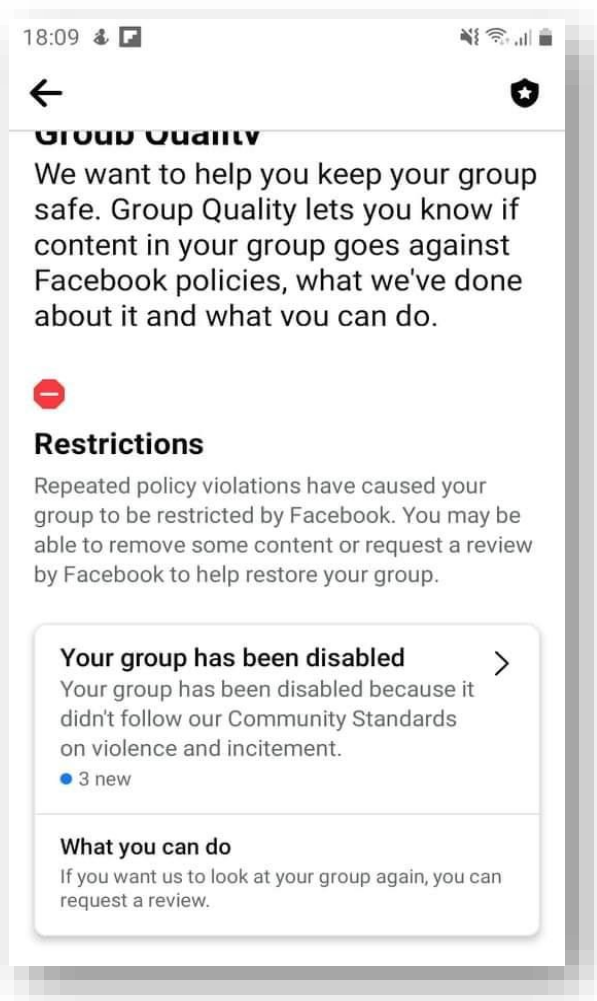 18:09
Group Quality
We want to help you keep your group
safe. Group Quality lets you know if
content in your group goes against
Facebook policies, what we've done
about it and what you can do.
Restrictions
Repeated policy violations have caused your
group to be restricted by Facebook. You may be
able to remove some content or request a review
by Facebook to help restore your group.
Your group has been disabled
Your group has been disabled because it
didn't follow our Community Standards
on violence and incitement.
3 new
What you can do
If you want us to look at your group again, you can
request a review.